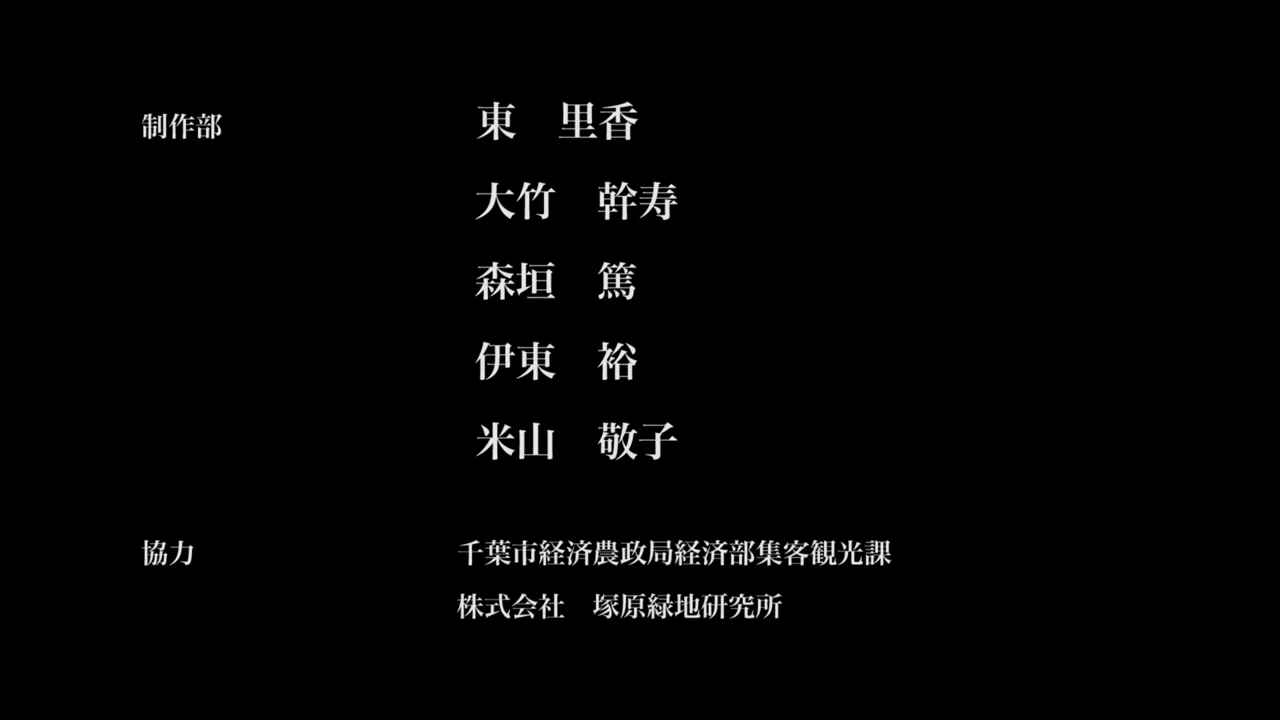 制作部　東　里香
大竹　幹寿
森垣　篤
伊東　裕
米山　敬子
協力　千葉市経済農政局経済部集客観光課
株式会社　塚原緑地研究所